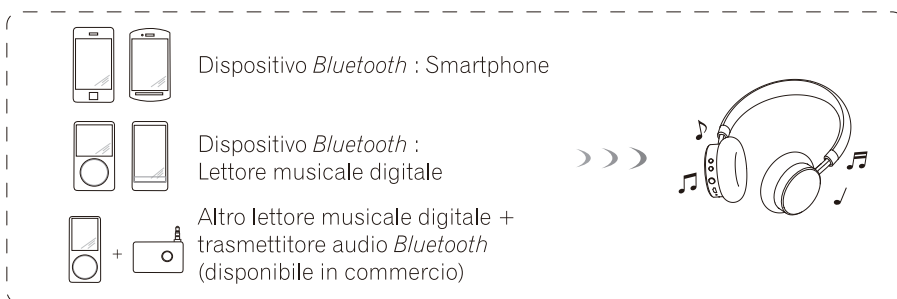 Dispositivo Bluetooth : Smartphone
Dispositivo Bluetooth :
Lettore musicale digitale
Altro lettore musicale digitale +
trasmettitore audio Bluetooth
(disponibile in commercio)
+